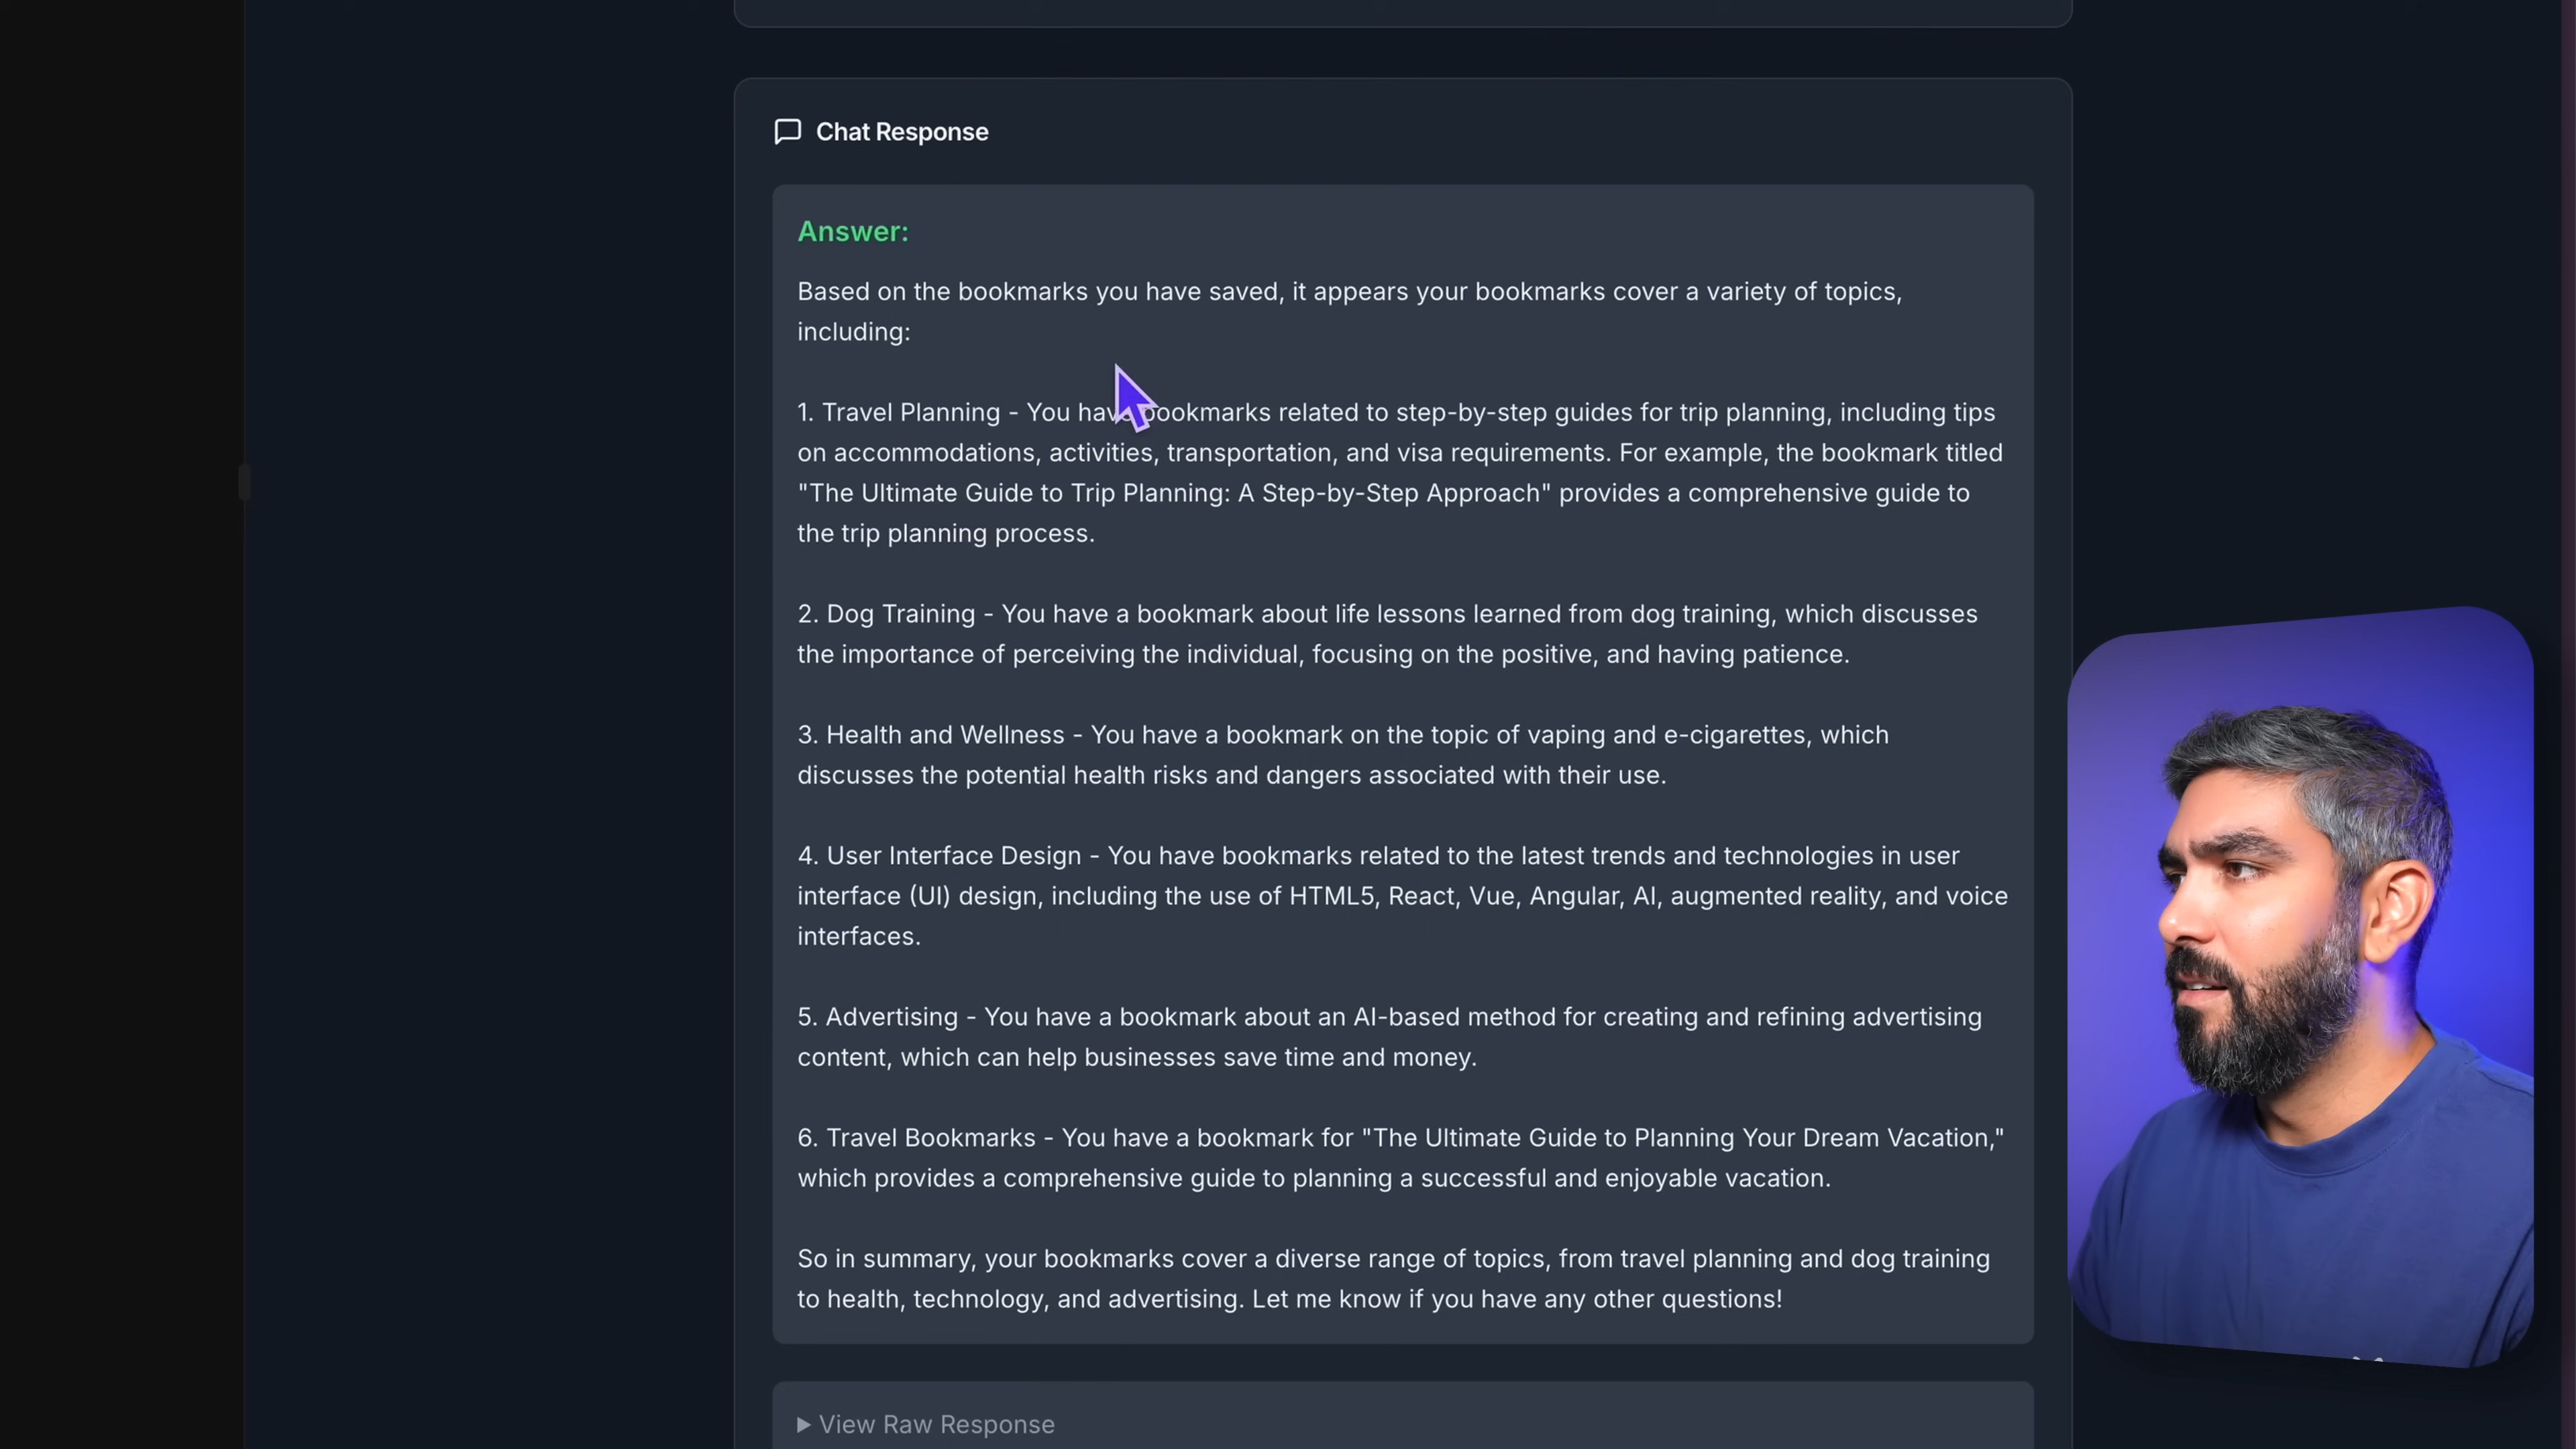 Chat Response
Answer:
Based on the bookmarks you have saved, it appears your bookmarks cover a variety of topics,
including:
1. Travel Planning - You have bookmarks related to step-by-step guides for trip planning, including tips
on accommodations, activities, transportation, and visa requirements. For example, the bookmark titled
"The Ultimate Guide to Trip Planning: A Step-by-Step Approach" provides a comprehensive guide to
the trip planning process.
2. Dog Training - You have a bookmark about life lessons learned from dog training, which discusses
the importance of perceiving the individual, focusing on the positive, and having patience.
3. Health and Wellness - You have a bookmark on the topic of vaping and e-cigarettes, which
discusses the potential health risks and dangers associated with their use.
4. User Interface Design - You have bookmarks related to the latest trends and technologies in user
interface (UI) design, including the use of HTML5, React, Vue, Angular, AI, augmented reality, and voice
interfaces.
5. Advertising - You have a bookmark about an AI-based method for creating and refining advertising
content, which can help businesses save time and money.
6. Travel Bookmarks - You have a bookmark for "The Ultimate Guide to Planning Your Dream Vacation,"
which provides a comprehensive guide to planning a successful and enjoyable vacation.
So in summary, your bookmarks cover a diverse range of topics, from travel planning and dog training
to health, technology, and advertising. Let me know if you have any other questions!
View Raw Response